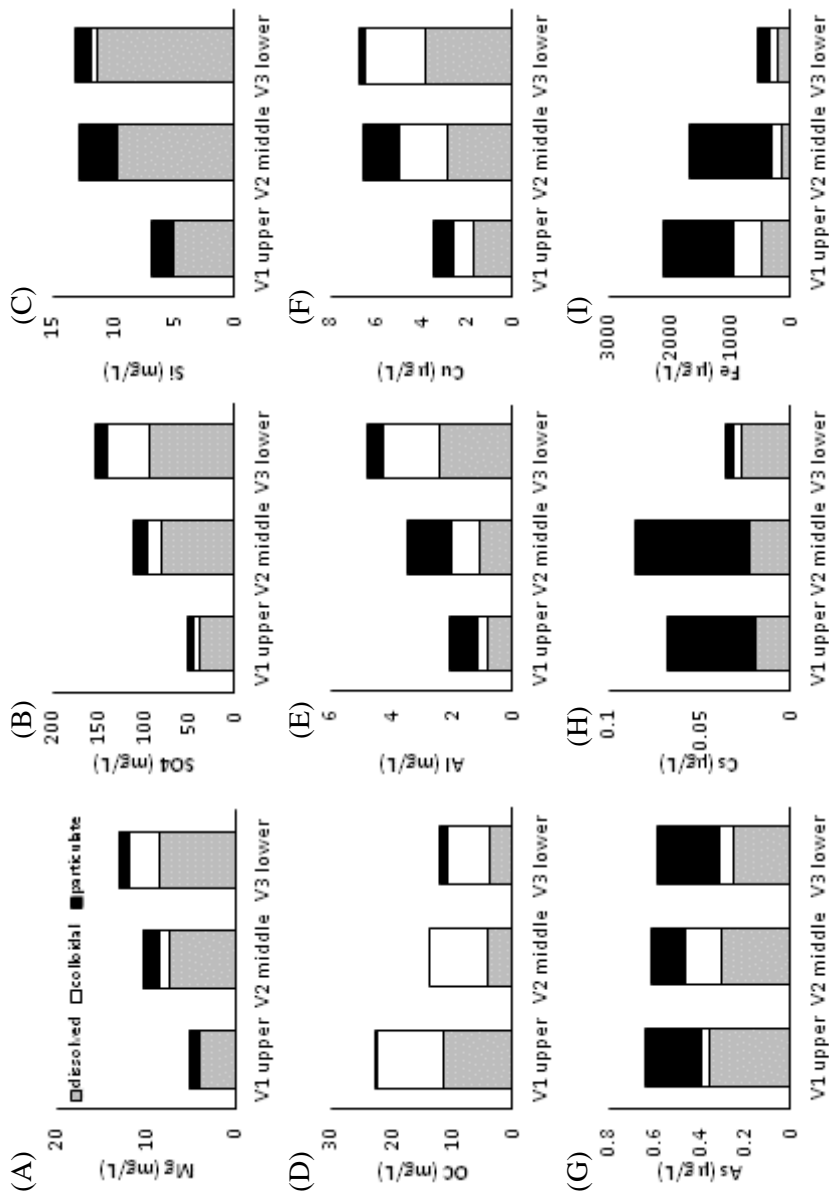 (A)
dissolved colloidal particulate
Mg (mg/L)
20
10
0
V1 upper V2 middle V3 lower
(B)
SO4 (mg/L)
200
150
100
50
0
V1 upper V2 middle V3 lower
(C)
Si (mg/L)
15
10
5
0
V1 upper V2 middle V3 lower
(D)
OC (mg/L)
30
20
10
0
V1 upper V2 middle V3 lower
(E)
Al (mg/L)
6
4
2
0
V1 upper V2 middle V3 lower
(F)
Cu (µg/L)
8
6
4
2
0
V1 upper V2 middle V3 lower
(G)
As (µg/L)
0.8
0.6
0.4
0.2
0
V1 upper V2 middle V3 lower
(H)
Cs (µg/L)
0.1
0.05
0
V1 upper V2 middle V3 lower
(I)
Fe (µg/L)
3000
2000
1000
0
V1 upper V2 middle V3 lower